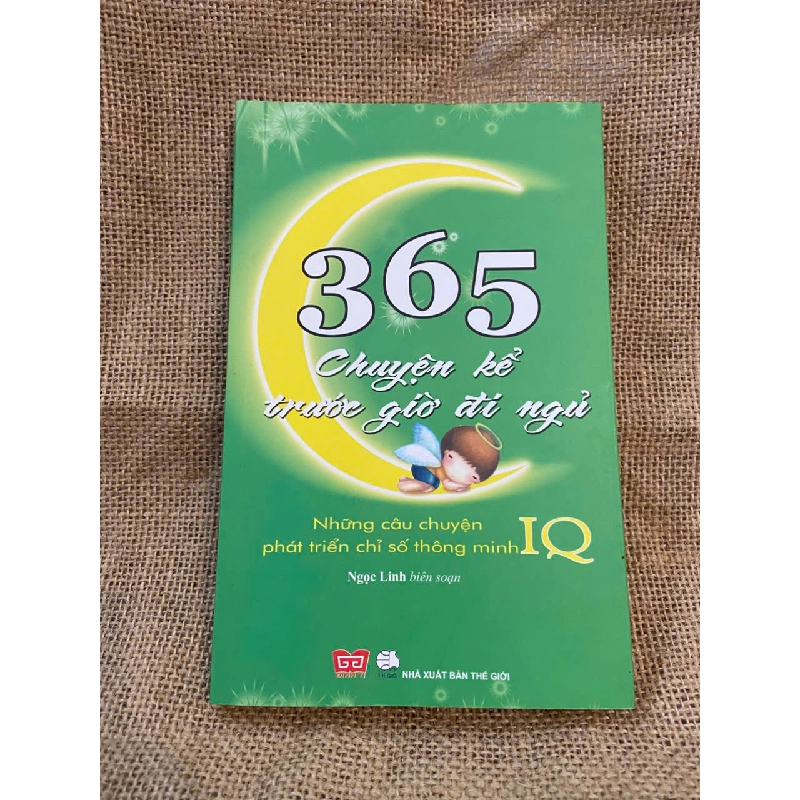 365
Chuyện kể
trước giờ đi ngủ
Những câu chuyện
phát triển chỉ số thông minh IQ
Ngọc Linh biên soạn
NHÀ XUẤT BẢN THẾ GIỚI